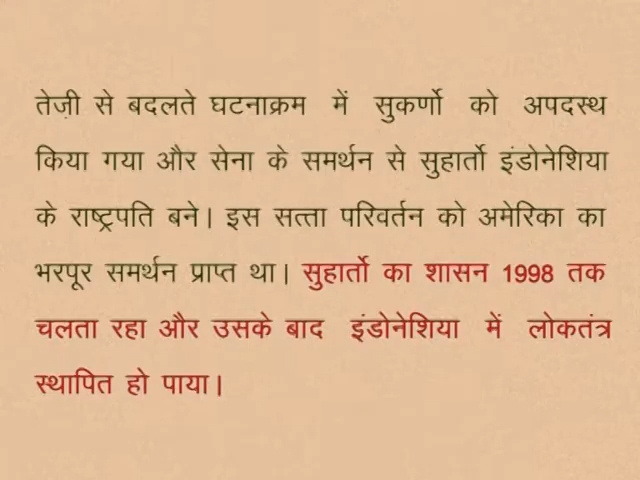 तेज़ी से बदलते घटनाक्रम में सुकर्णो को अपदस्थ
किया गया और सेना के समर्थन से सुहार्तो इंडोनेशिया
के राष्ट्रपति बने। इस सत्ता परिवर्तन को अमेरिका का
भरपूर समर्थन प्राप्त था। सुहार्तो का शासन 1998 तक
चलता रहा और उसके बाद इंडोनेशिया में लोकतंत्र
स्थापित हो पाया।